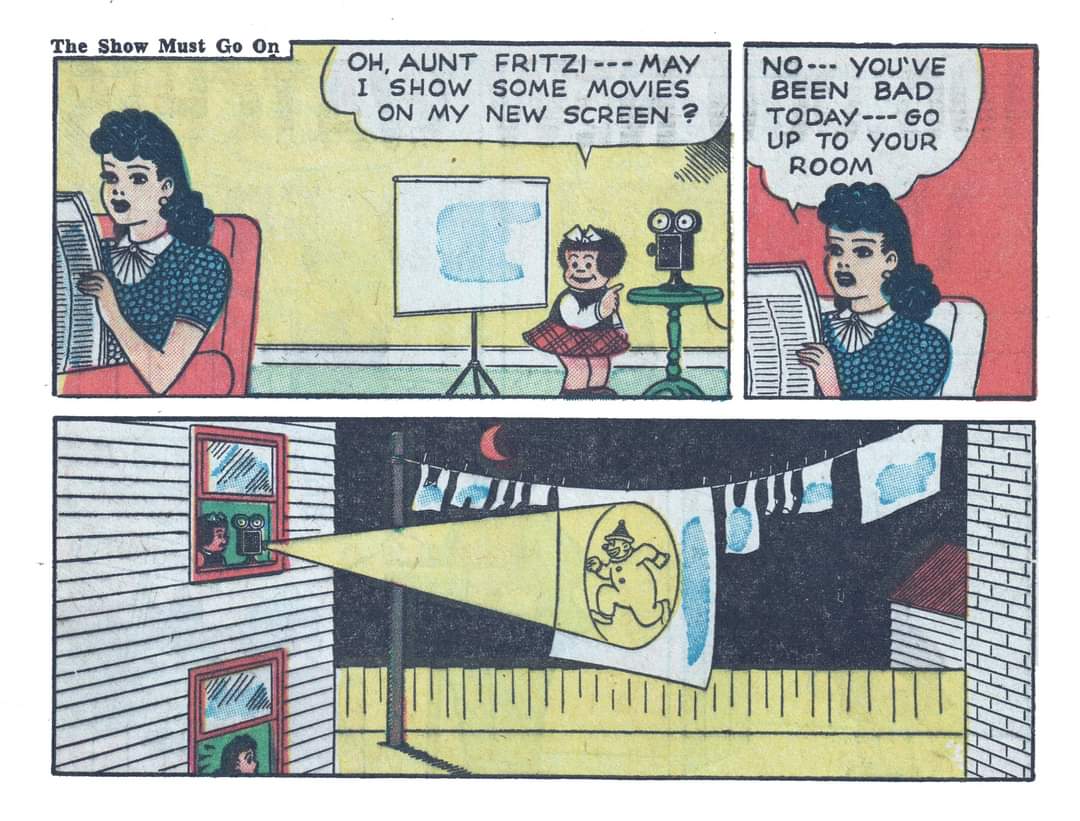 The Show Must Go On
OH, AUNT FRITZI --- MAY
I SHOW SOME MOVIES
ON MY NEW SCREEN ?
NO --- YOU'VE
BEEN BAD
TODAY --- GO
UP TO YOUR
ROOM